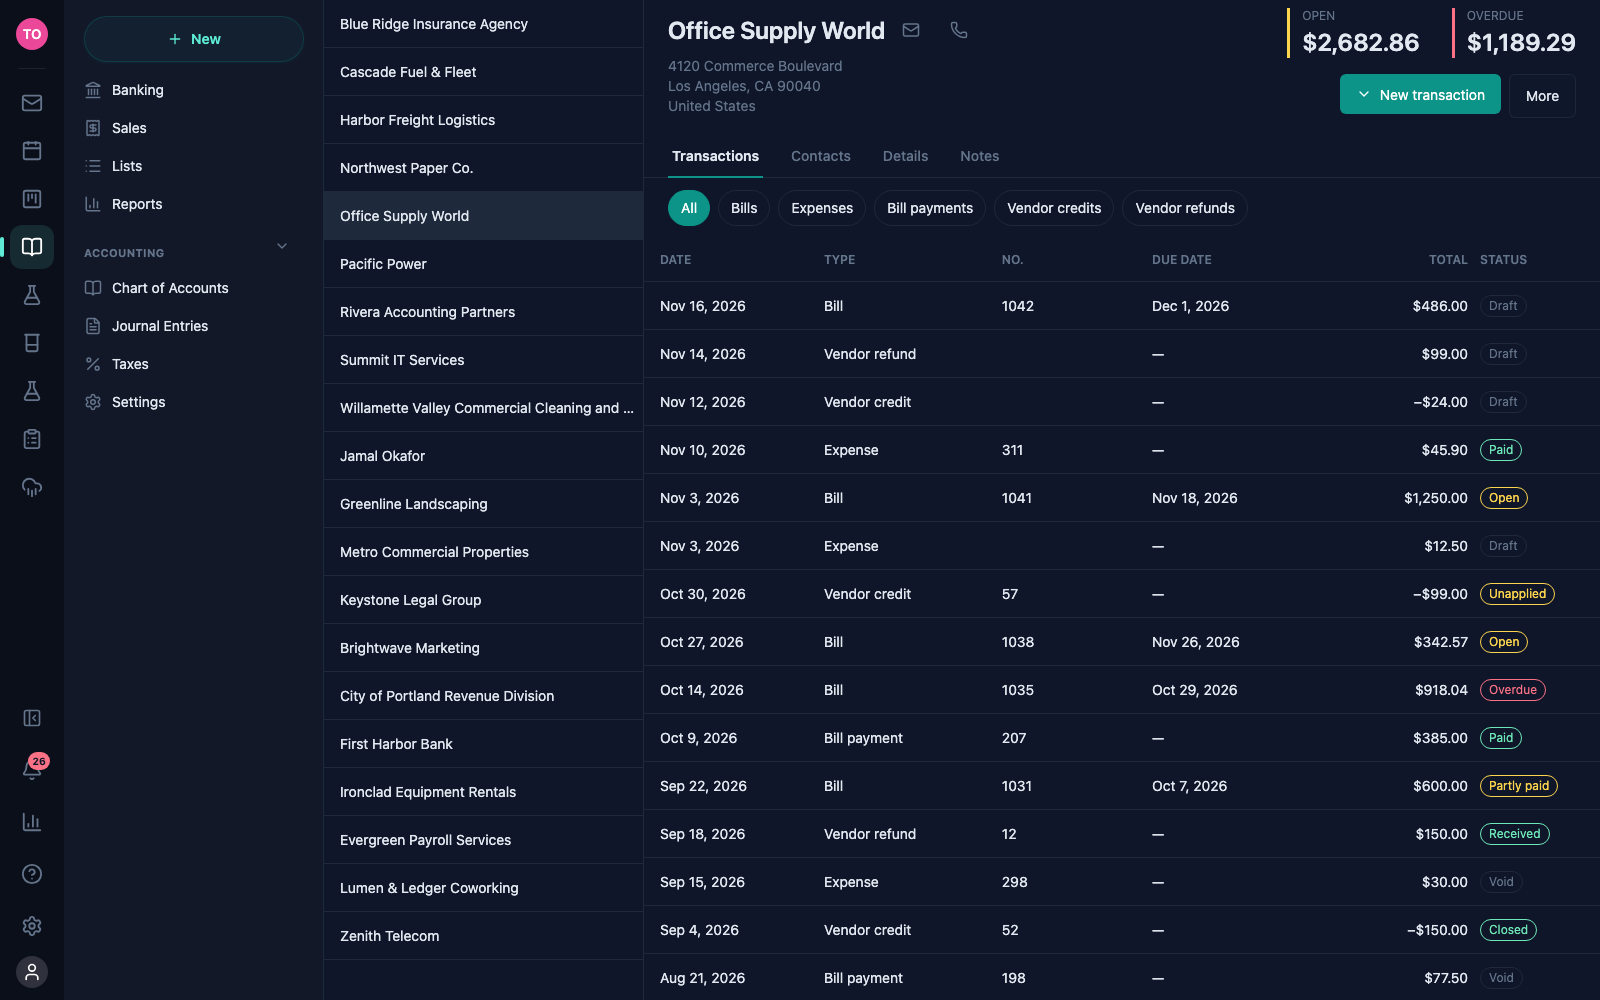 TO
26
New
Banking
Sales
Lists
Reports
ACCOUNTING
Chart of Accounts
Journal Entries
Taxes
Settings
Blue Ridge Insurance Agency
Cascade Fuel & Fleet
Harbor Freight Logistics
Northwest Paper Co.
Office Supply World
Pacific Power
Rivera Accounting Partners
Summit IT Services
Willamette Valley Commercial Cleaning and ...
Jamal Okafor
Greenline Landscaping
Metro Commercial Properties
Keystone Legal Group
Brightwave Marketing
City of Portland Revenue Division
First Harbor Bank
Ironclad Equipment Rentals
Evergreen Payroll Services
Lumen & Ledger Coworking
Zenith Telecom
Office Supply World
4120 Commerce Boulevard
Los Angeles, CA 90040
United States
OPEN
$2,682.86
OVERDUE
$1,189.29
New transaction
More
Transactions Contacts Details Notes
All Bills Expenses Bill payments Vendor credits Vendor refunds
DATE TYPE NO. DUE DATE TOTAL STATUS
Nov 16, 2026 Bill 1042 Dec 1, 2026 $486.00 Draft
Nov 14, 2026 Vendor refund — $99.00 Draft
Nov 12, 2026 Vendor credit — −$24.00 Draft
Nov 10, 2026 Expense 311 — $45.90 Paid
Nov 3, 2026 Bill 1041 Nov 18, 2026 $1,250.00 Open
Nov 3, 2026 Expense — $12.50 Draft
Oct 30, 2026 Vendor credit 57 — −$99.00 Unapplied
Oct 27, 2026 Bill 1038 Nov 26, 2026 $342.57 Open
Oct 14, 2026 Bill 1035 Oct 29, 2026 $918.04 Overdue
Oct 9, 2026 Bill payment 207 — $385.00 Paid
Sep 22, 2026 Bill 1031 Oct 7, 2026 $600.00 Partly paid
Sep 18, 2026 Vendor refund 12 — $150.00 Received
Sep 15, 2026 Expense 298 — $30.00 Void
Sep 4, 2026 Vendor credit 52 — −$150.00 Closed
Aug 21, 2026 Bill payment 198 — $77.50 Void